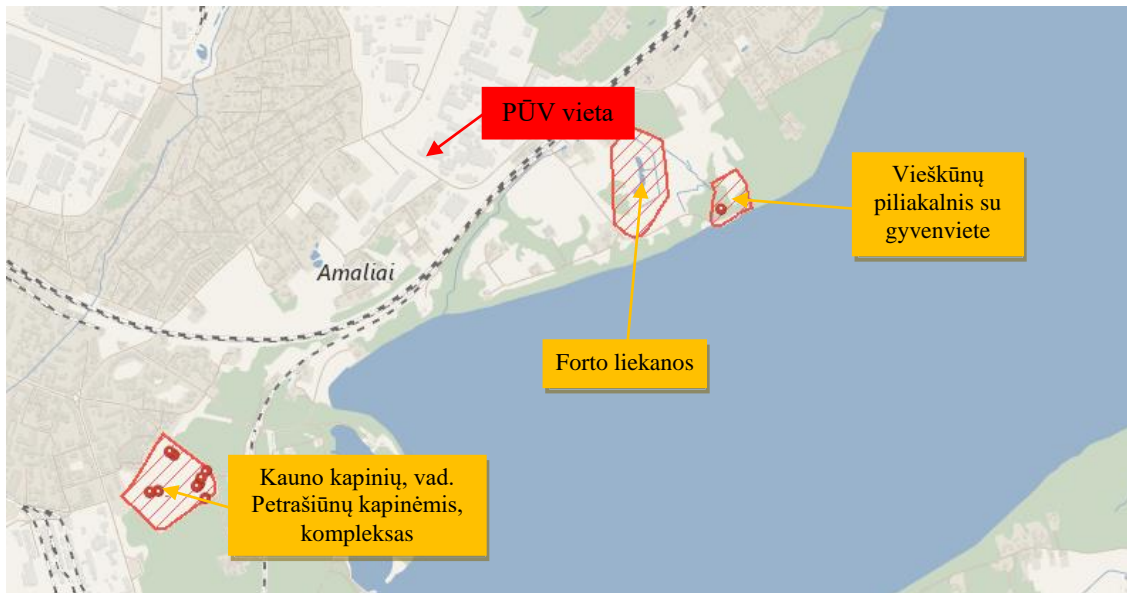 PŪV vieta
Vieškūnų
piliakalnis su
gyvenviete
Amaliai
Forto liekanos
Kauno kapinių, vad.
Petrašiūnų kapinėmis,
kompleksas